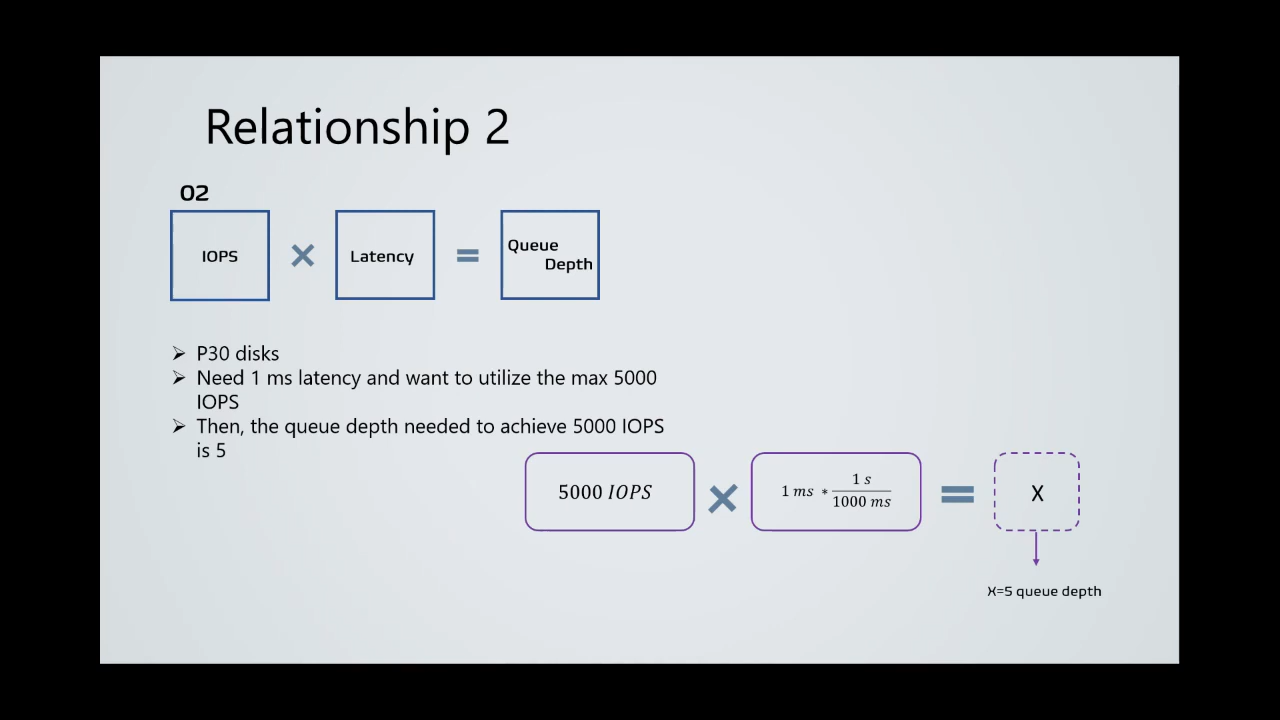 Relationship 2
02
IOPS × Latency = Queue Depth
➢ P30 disks
➢ Need 1 ms latency and want to utilize the max 5000
IOPS
➢ Then, the queue depth needed to achieve 5000 IOPS
is 5
5000 IOPS × 1 ms * 1 s / 1000 ms = X
X=5 queue depth